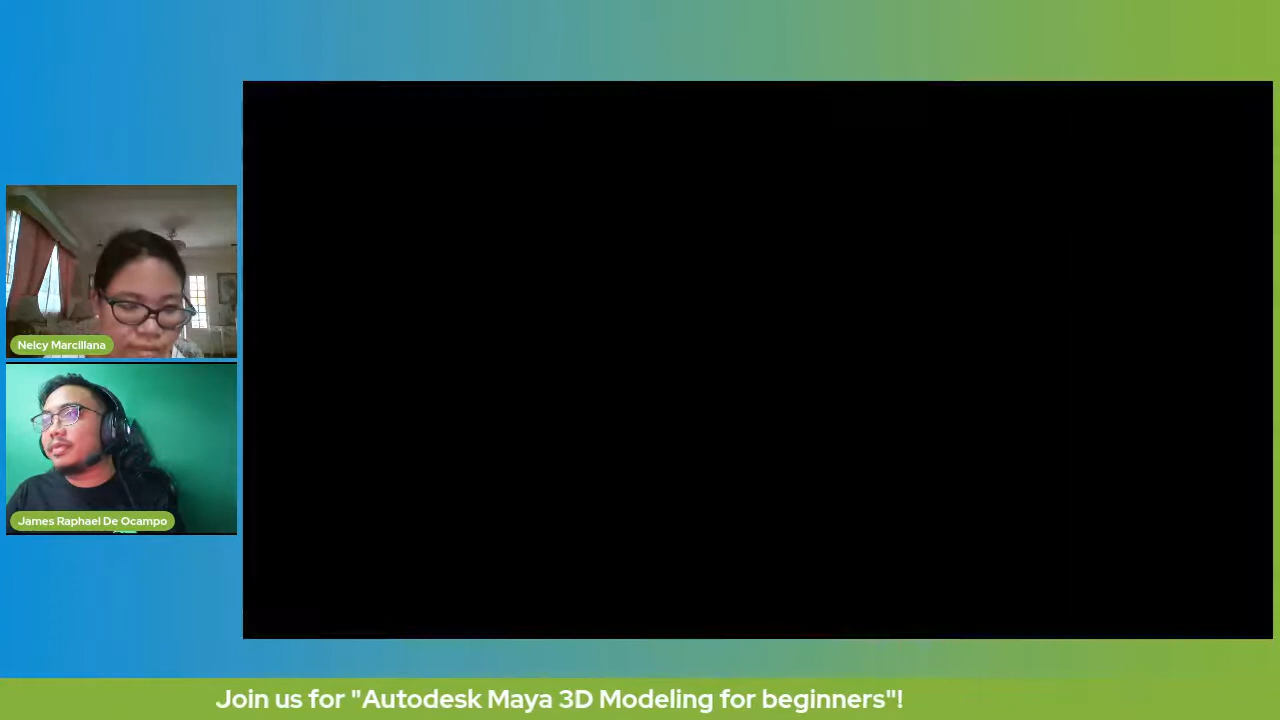 Nelcy Marcillana
James Raphael De Ocampo
Join us for "Autodesk Maya 3D Modeling for beginners"!